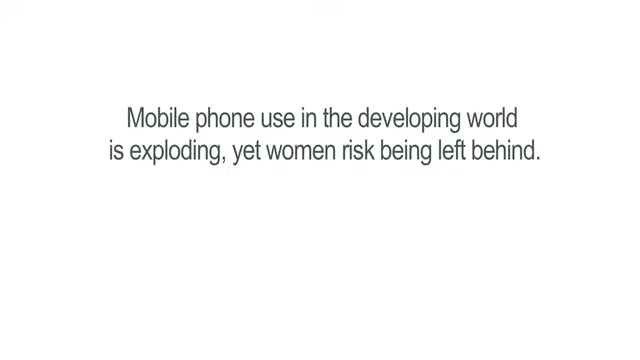 Mobile phone use in the developing world
is exploding, yet women risk being left behind.